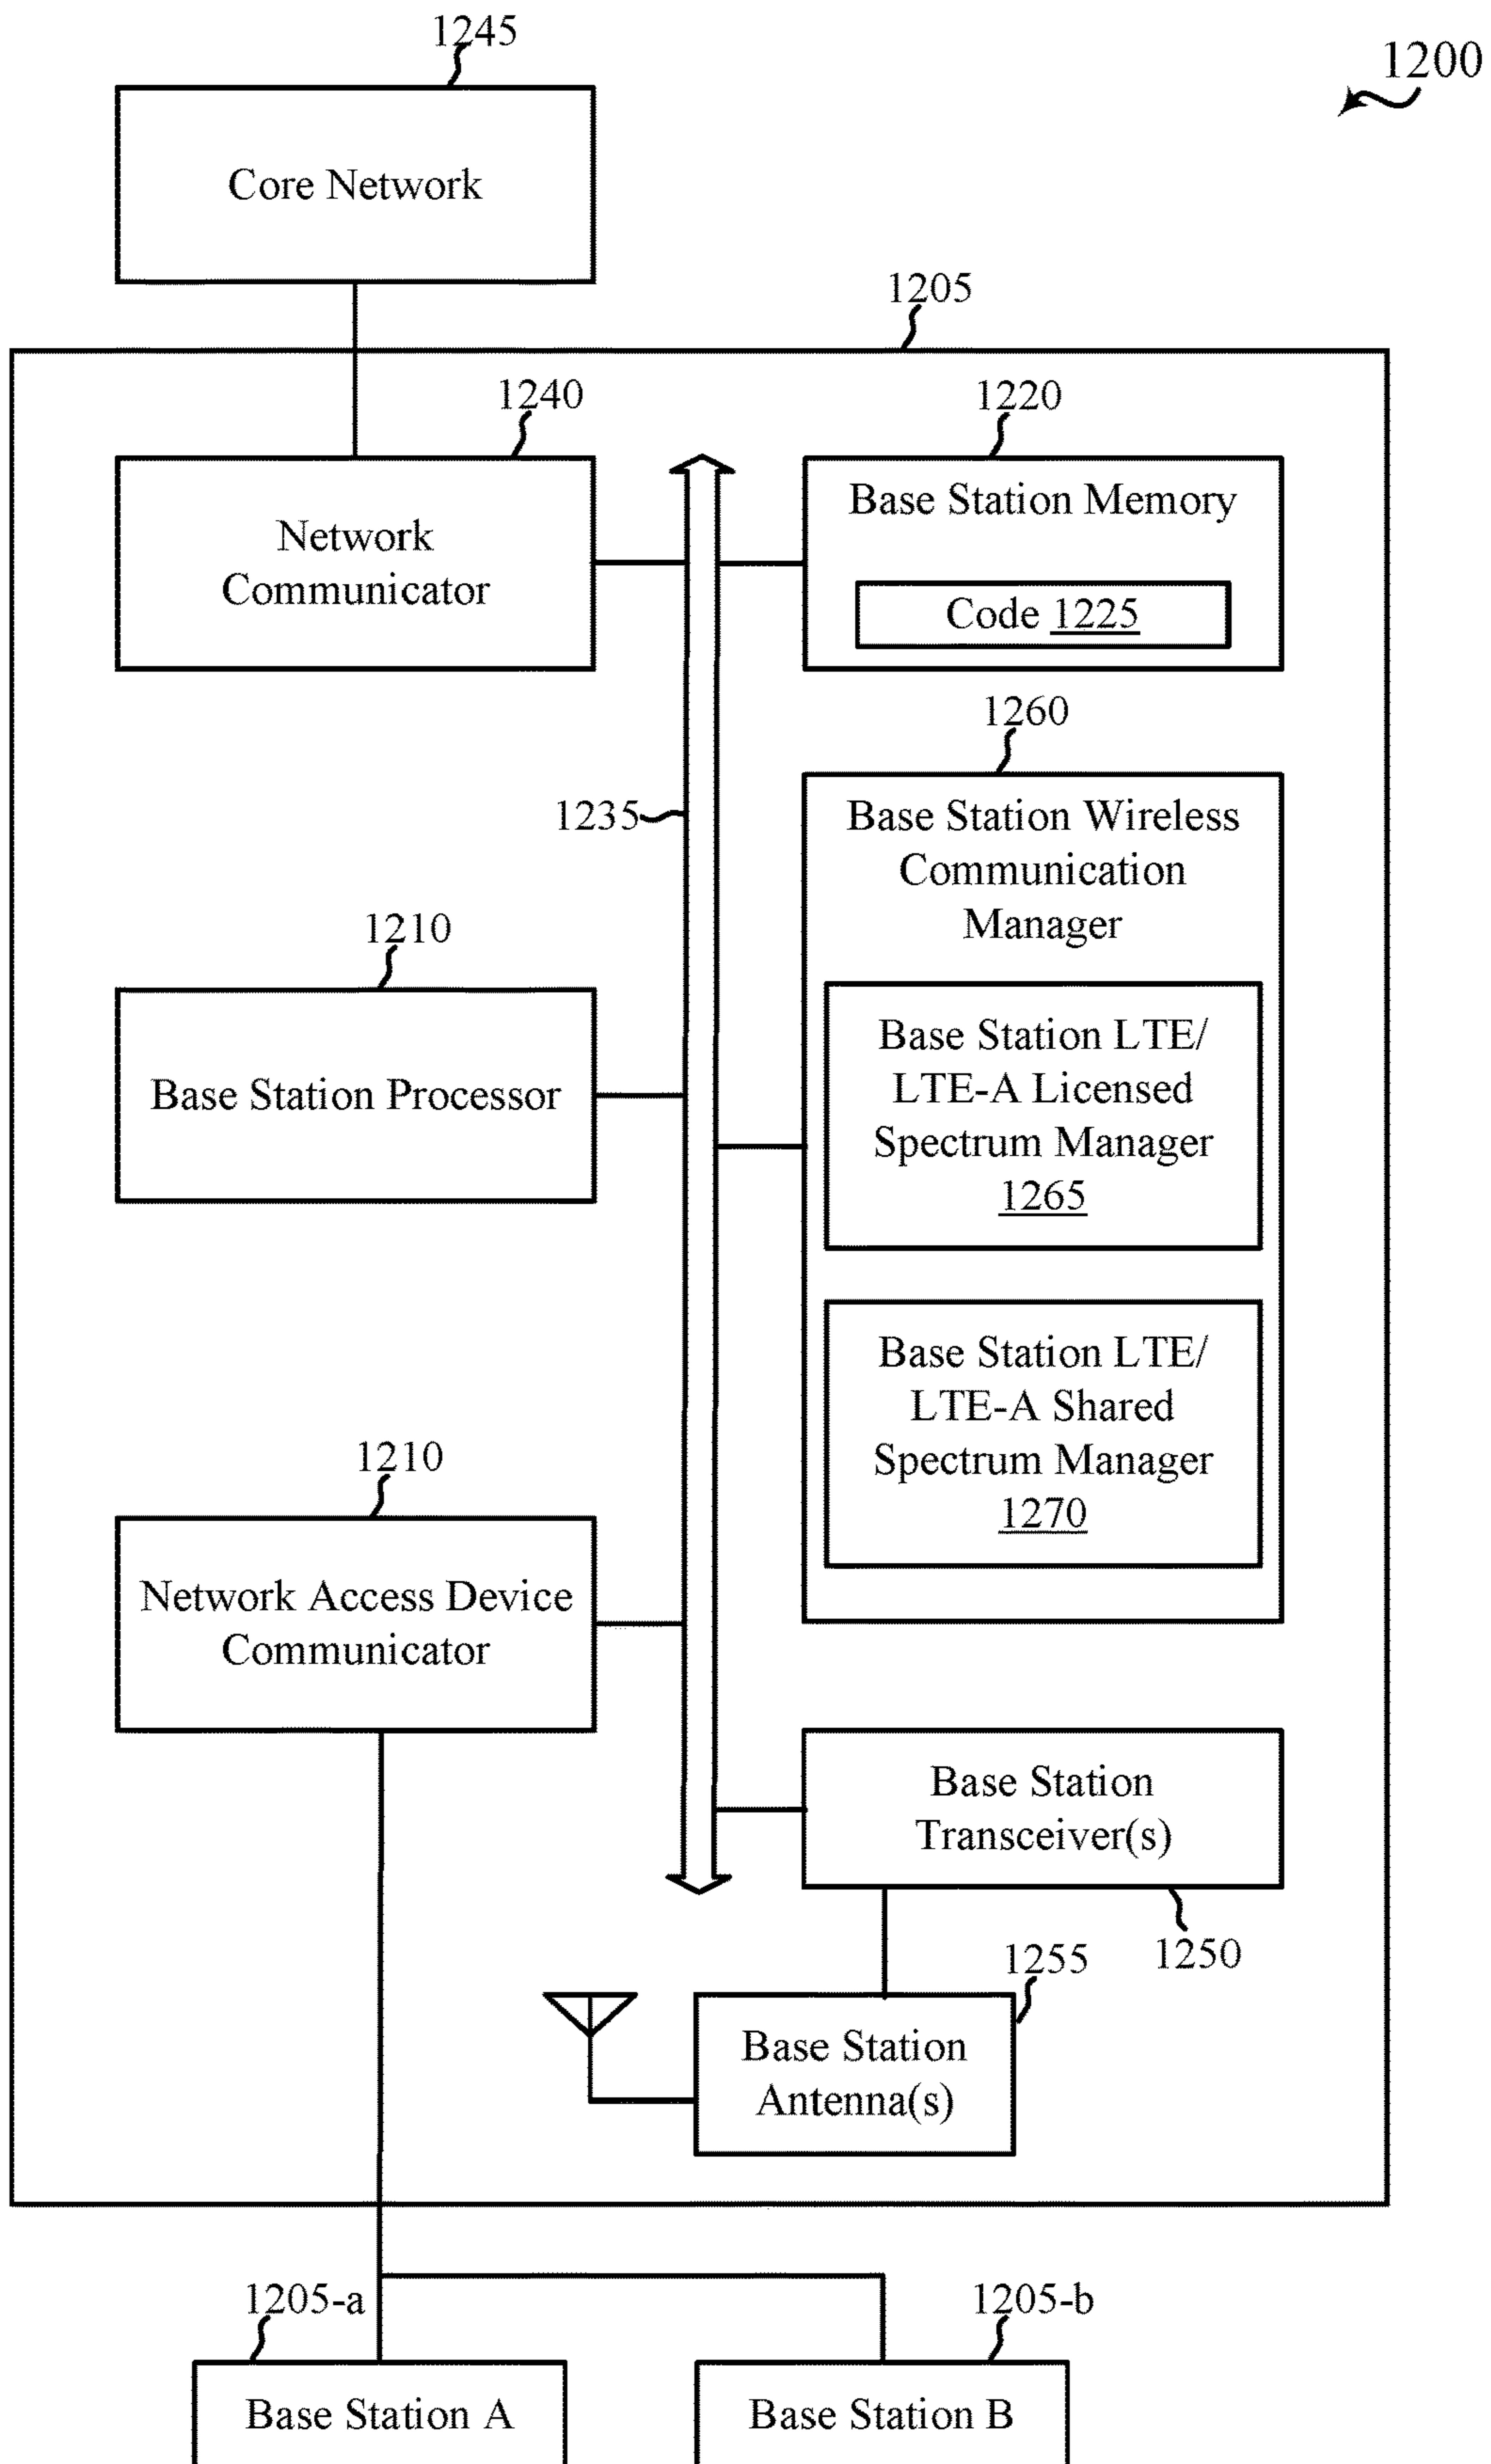 1245
1200
Core Network
1205
1240
1220
Network
Communicator
Base Station Memory
Code 1225
1260
1235
Base Station Wireless
Communication
Manager
1210
Base Station Processor
Base Station LTE/
LTE-A Licensed
Spectrum Manager
1265
Base Station LTE/
LTE-A Shared
Spectrum Manager
1270
1210
Network Access Device
Communicator
Base Station
Transceiver(s)
1250
1255
Base Station
Antenna(s)
1205-a
1205-b
Base Station A
Base Station B